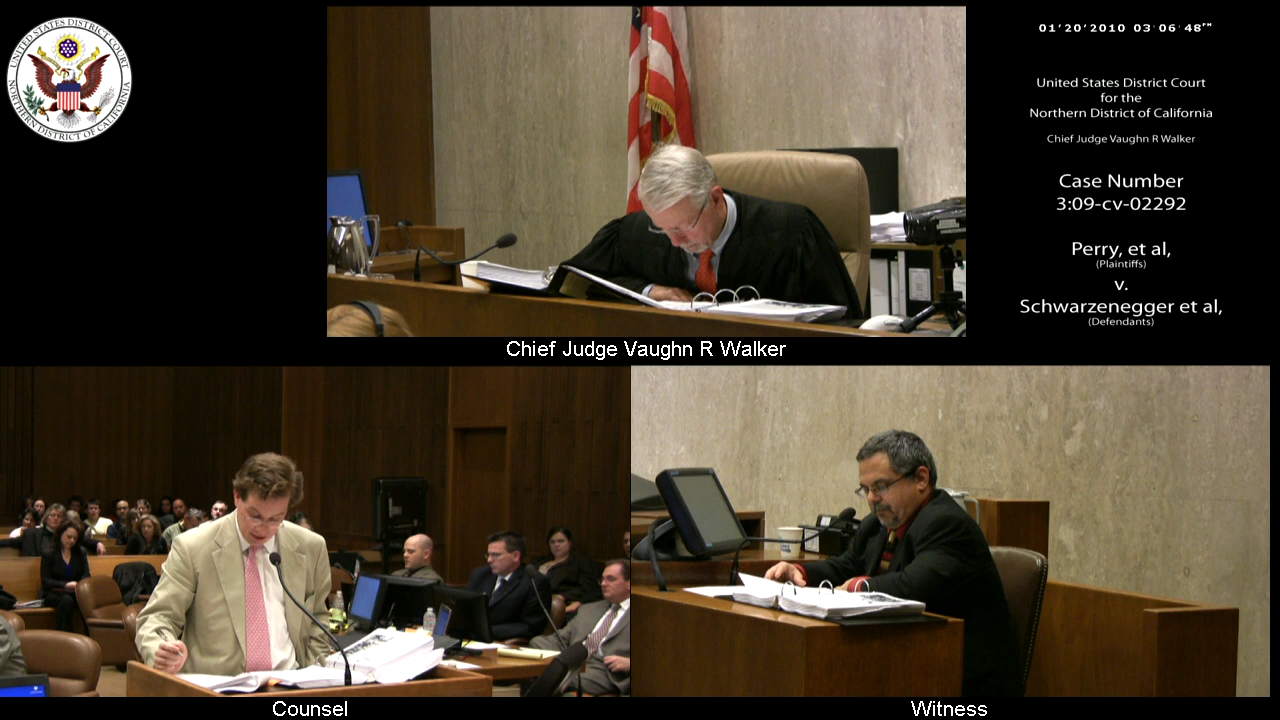 UNITED STATES DISTRICT COURT
NORTHERN DISTRICT OF CALIFORNIA
01'20'2010 03:06:48 PM
United States District Court
for the
Northern District of California
Chief Judge Vaughn R Walker
Case Number
3:09-cv-02292
Perry, et al,
(Plaintiffs)
v.
Schwarzenegger et al,
(Defendants)
Chief Judge Vaughn R Walker
Counsel
Witness